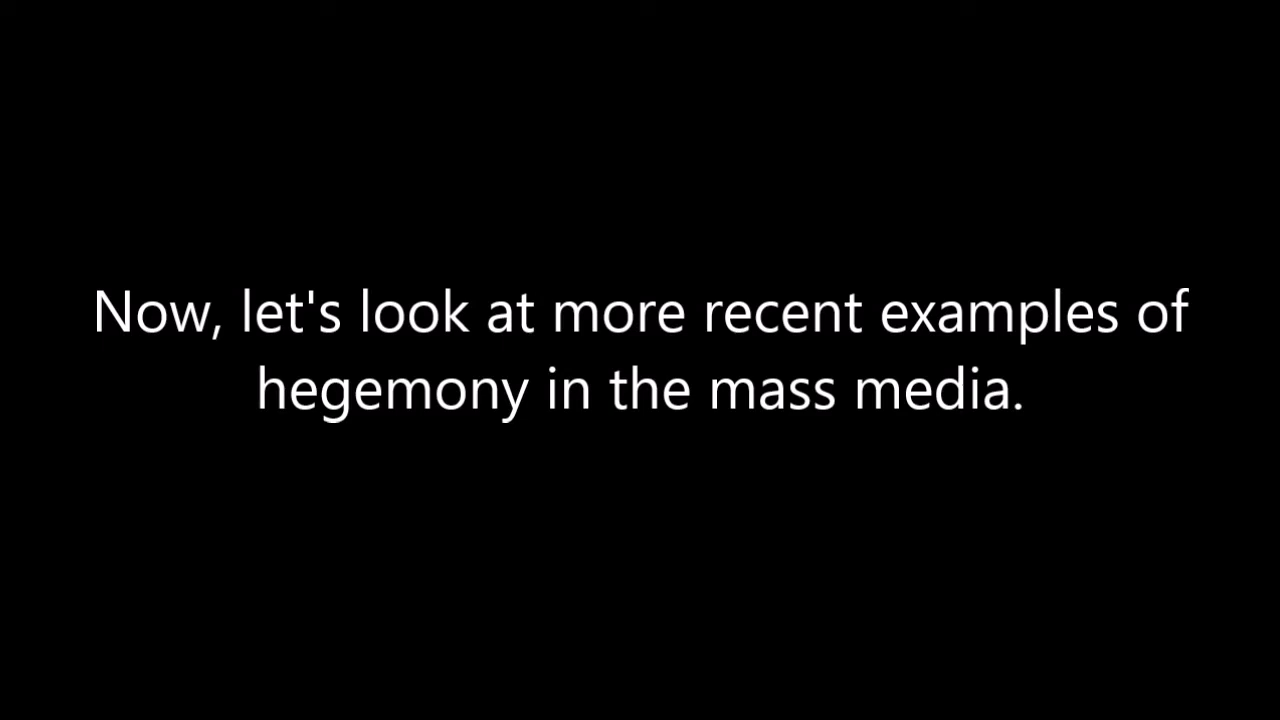 Now, let's look at more recent examples of
hegemony in the mass media.